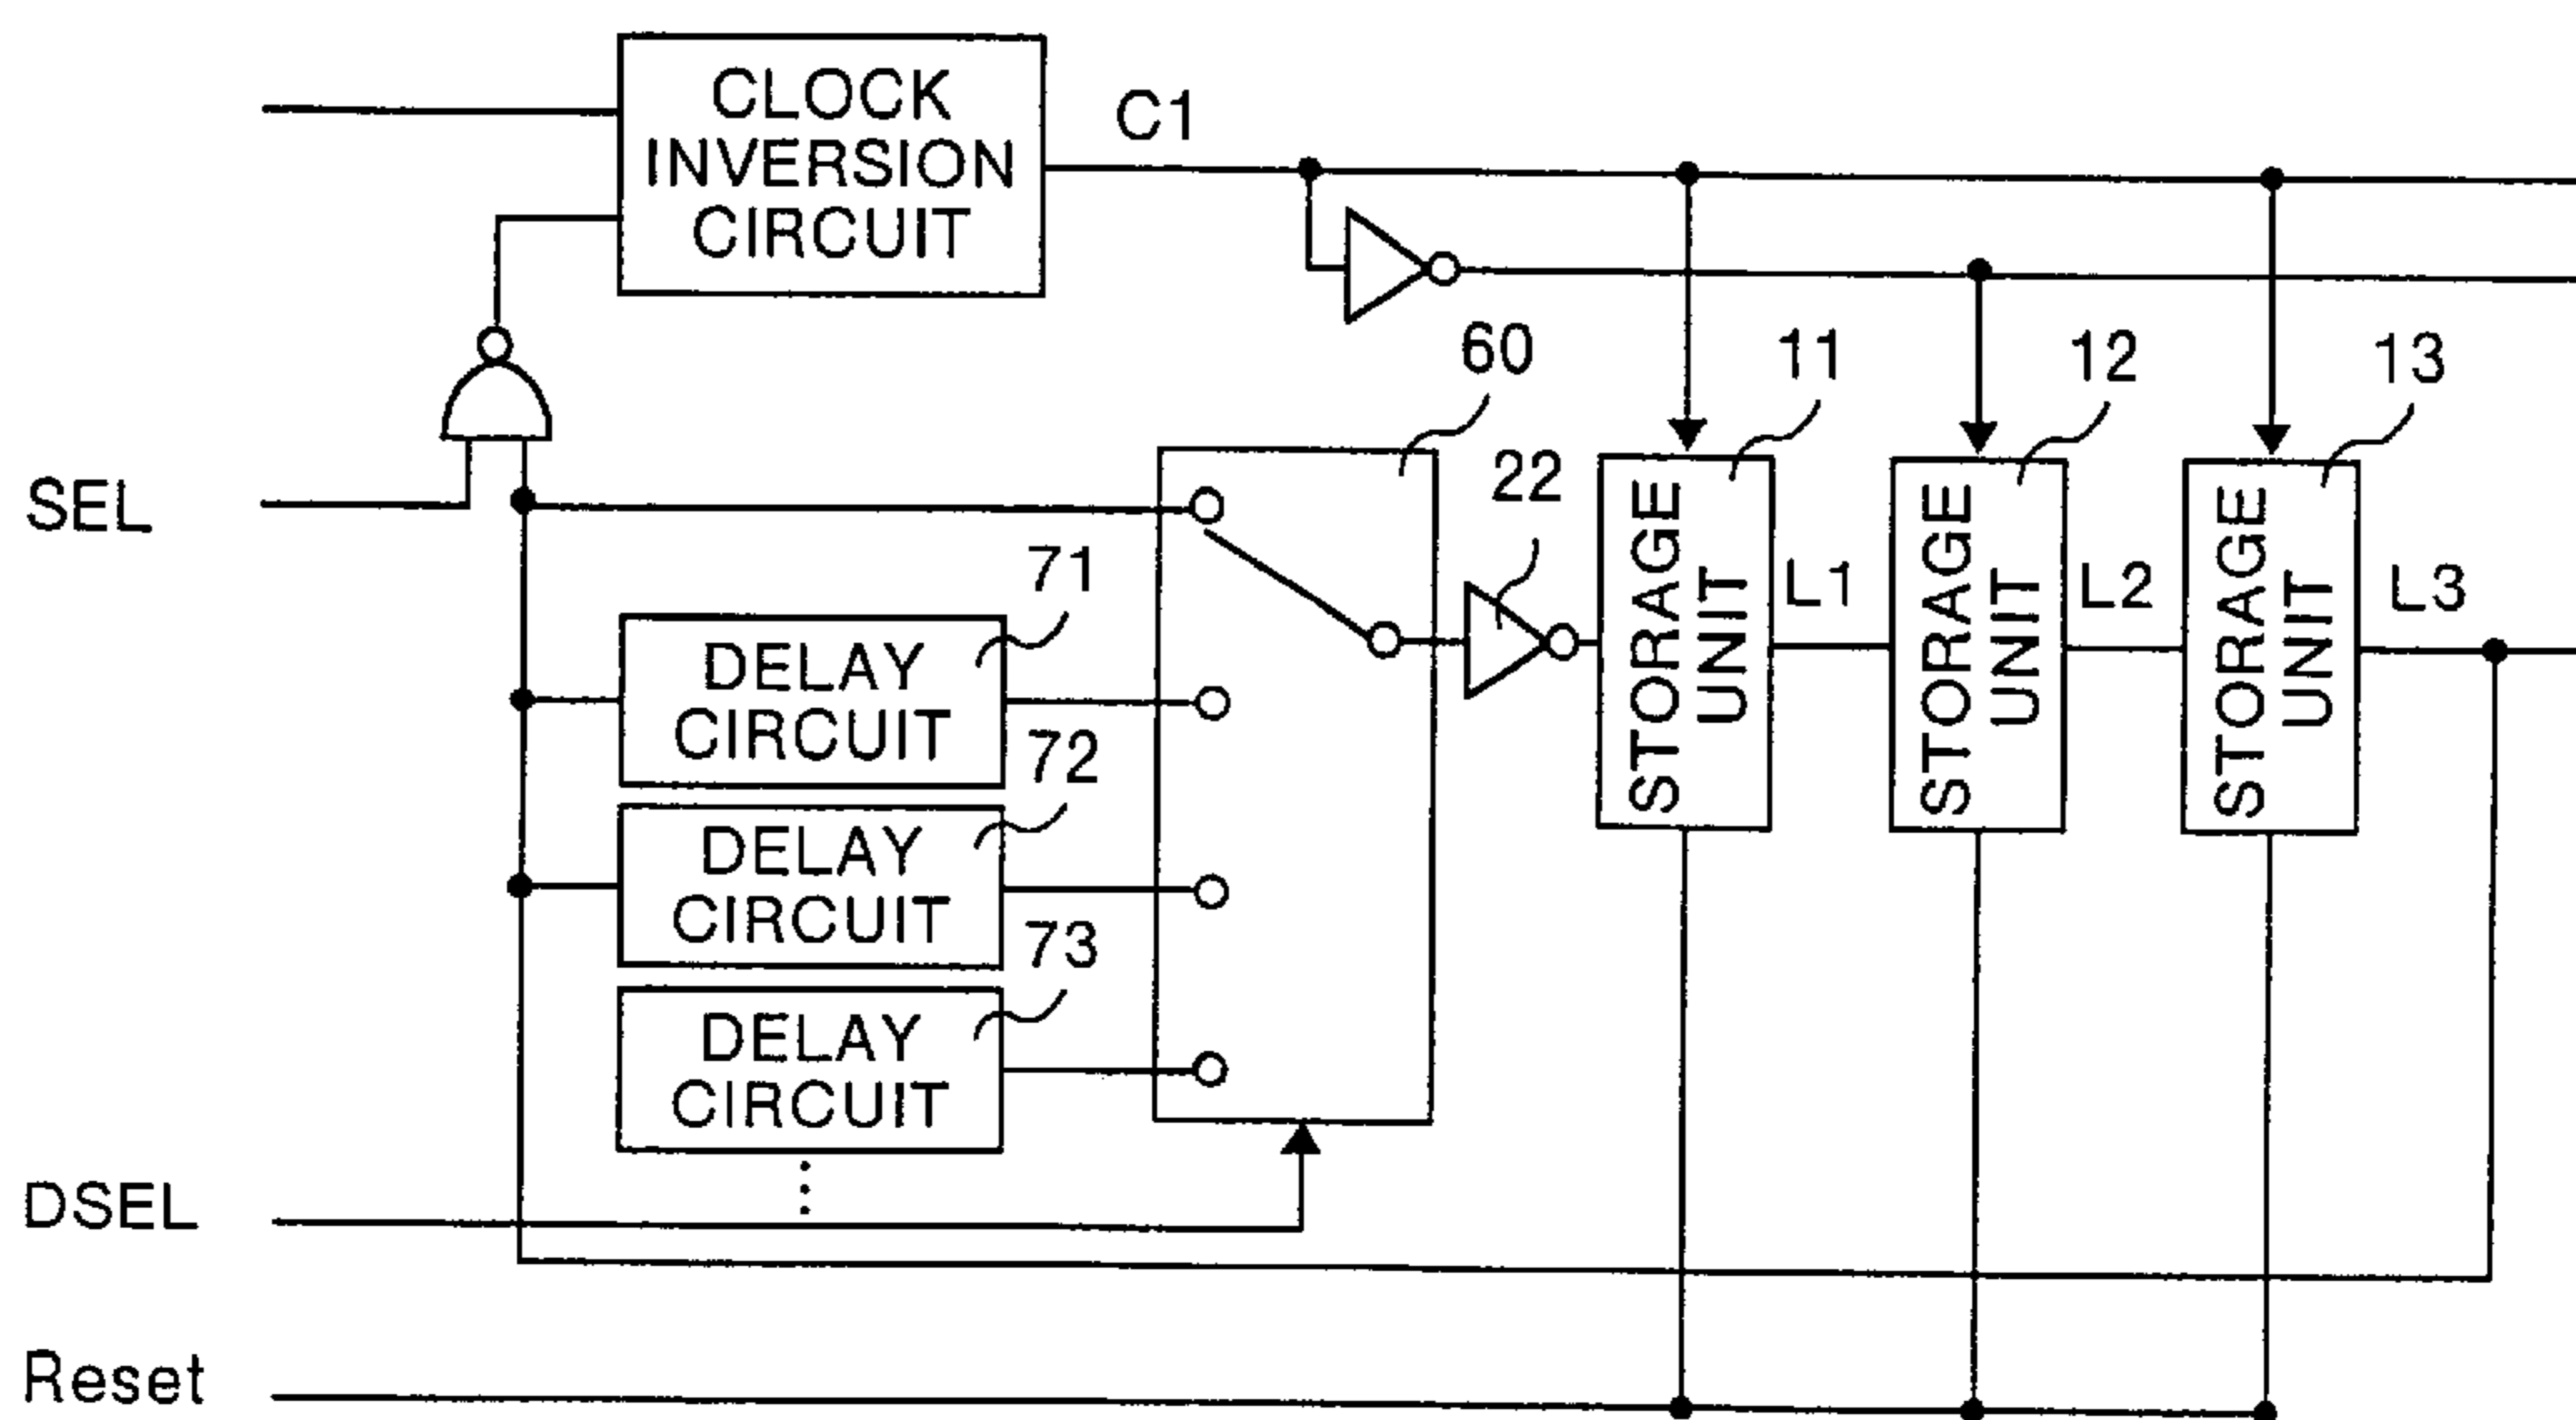 CLOCK
INVERSION
CIRCUIT
C1
60
11
12
13
SEL
22
71
STORAGE
UNIT
L1
STORAGE
UNIT
L2
STORAGE
UNIT
L3
DELAY
CIRCUIT
72
DELAY
CIRCUIT
73
DELAY
CIRCUIT
DSEL
Reset